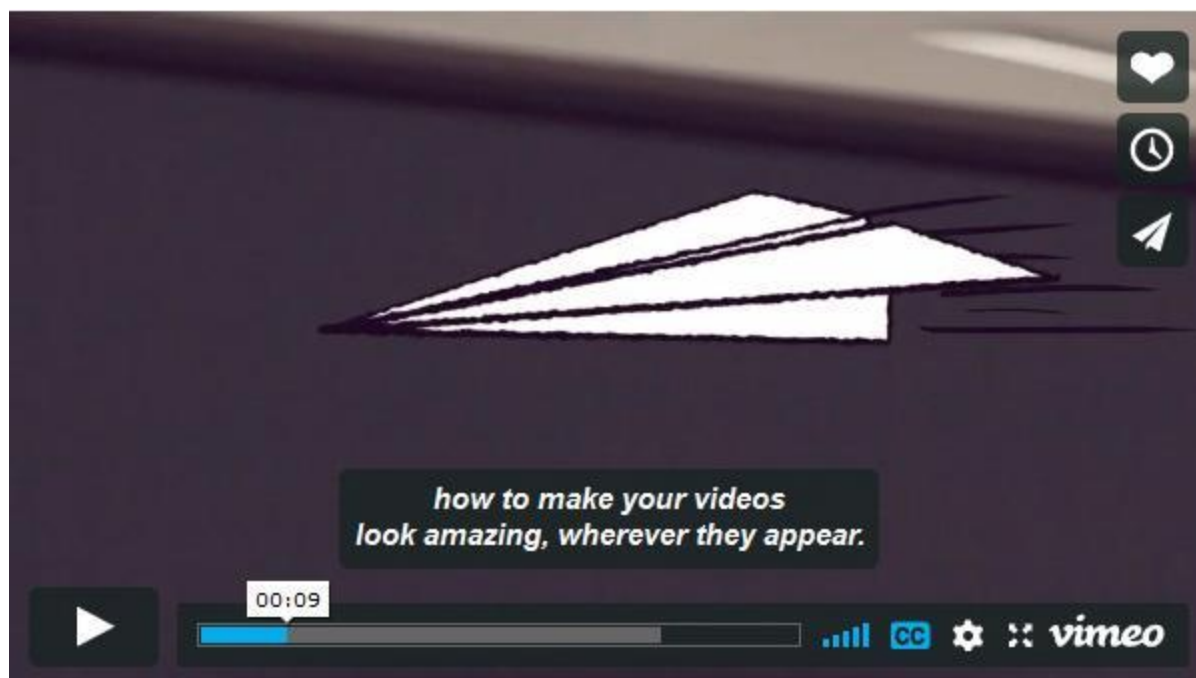 how to make your videos
look amazing, wherever they appear.
00:09
CC
vimeo